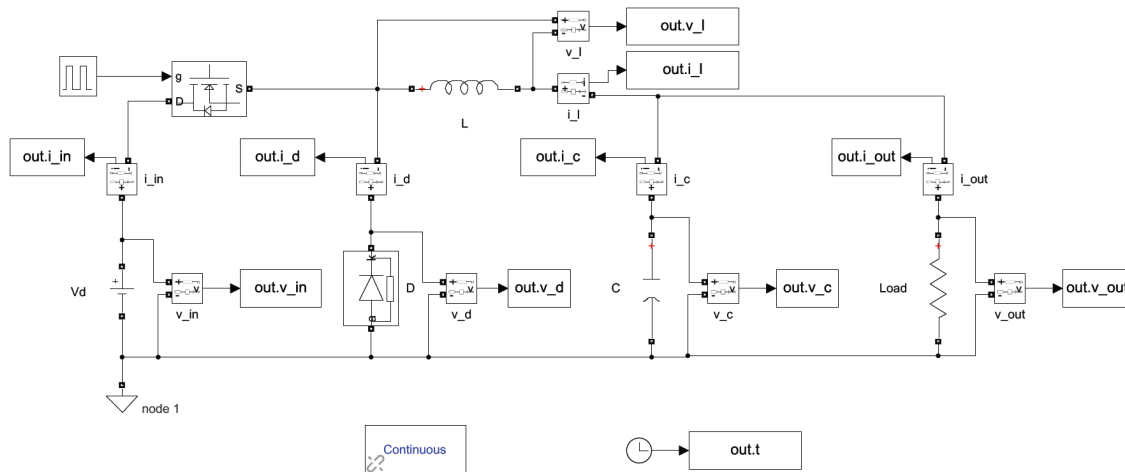 out.v_l
v
v_l
out.i_l
i
i_l
g
D
S
L
out.i_in
i_in
out.i_d
i_d
out.i_c
i_c
out.i_out
i_out
Vd
v
v_in
out.v_in
k
a
D
v
v_d
out.v_d
C
v
v_c
out.v_c
Load
v
v_out
out.v_out
node 1
Continuous
out.t